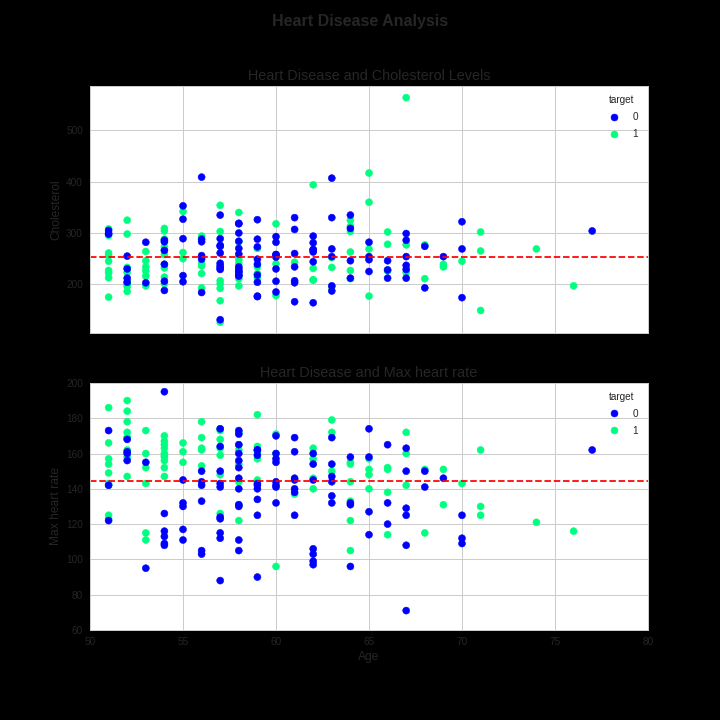 Heart Disease Analysis
Heart Disease and Cholesterol Levels
target
0
1
500
400
300
200
Cholesterol
Heart Disease and Max heart rate
target
0
1
200
180
160
140
120
100
80
60
Max heart rate
50 55 60 65 70 75 80
Age